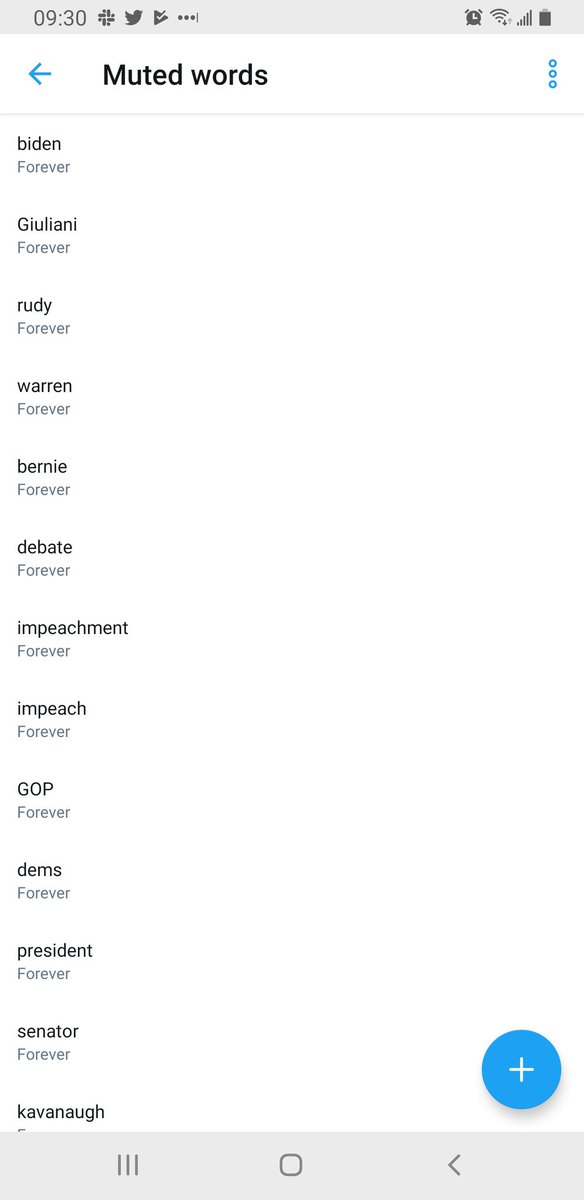 09:30
Muted words
biden
Forever
Giuliani
Forever
rudy
Forever
warren
Forever
bernie
Forever
debate
Forever
impeachment
Forever
impeach
Forever
GOP
Forever
dems
Forever
president
Forever
senator
Forever
kavanaugh